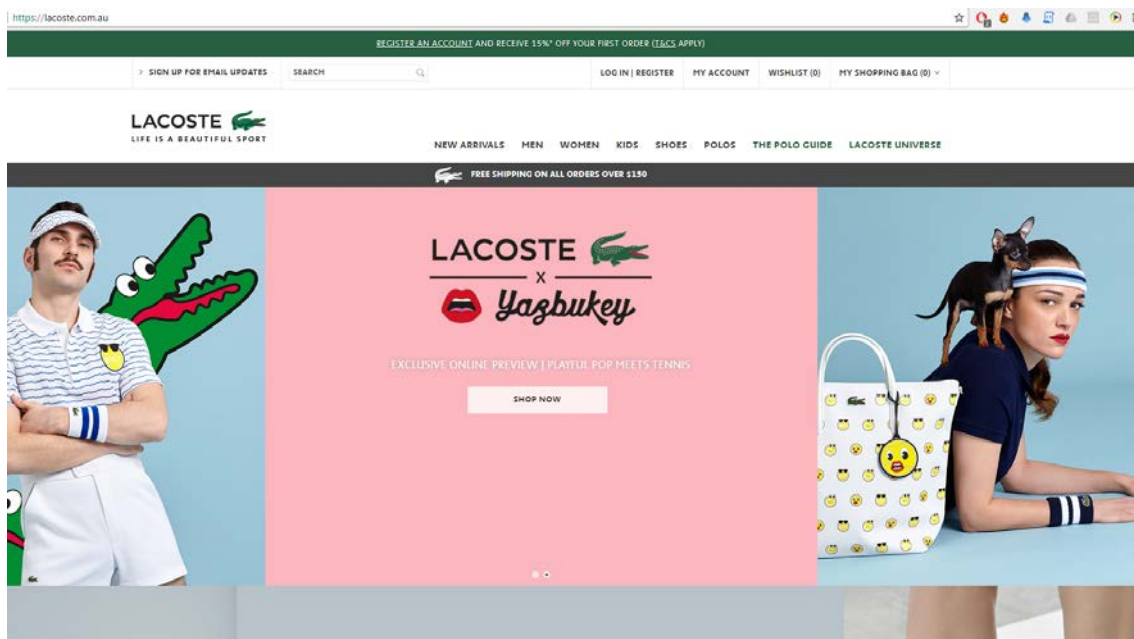 https://lacoste.com.au
REGISTER AN ACCOUNT AND RECEIVE 15%* OFF YOUR FIRST ORDER (T&CS APPLY)
> SIGN UP FOR EMAIL UPDATES SEARCH LOG IN | REGISTER MY ACCOUNT WISHLIST (0) MY SHOPPING BAG (0)
LACOSTE
LIFE IS A BEAUTIFUL SPORT
NEW ARRIVALS MEN WOMEN KIDS SHOES POLOS THE POLO GUIDE LACOSTE UNIVERSE
FREE SHIPPING ON ALL ORDERS OVER $150
LACOSTE
X
Yazbukey
EXCLUSIVE ONLINE PREVIEW | PLAYFUL POP MEETS TENNIS
SHOP NOW